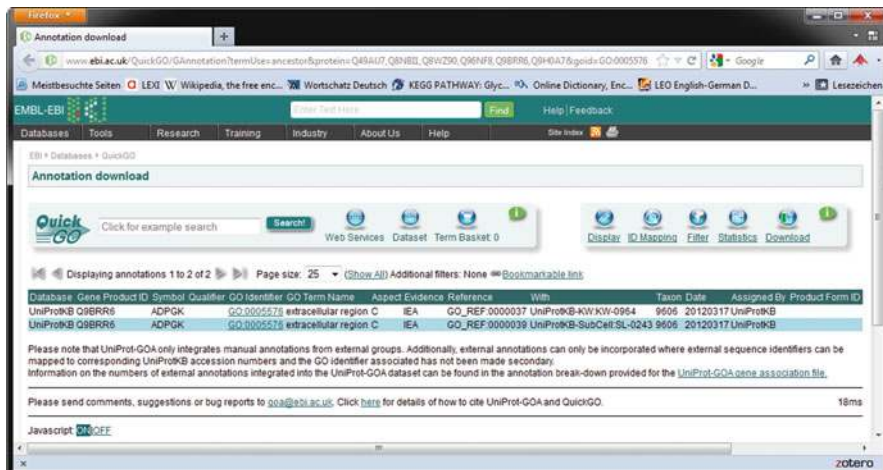 Firefox
Annotation download
www.ebi.ac.uk/QuickGO/GAnnotation?termUse=ancestor&protein=Q49AU7,Q8NBI1,Q8WZ90,Q96NF8,Q9BRR6,Q9H0A7&goid=GO:0005576 Google
Meistbesuchte Seiten LEXI Wikipedia, the free enc... Wortschatz Deutsch KEGG PATHWAY: Glyc... Online Dictionary, Enc... LEO English-German D... » Lesezeichen
EMBL-EBI Enter Text Here Find Help | Feedback
Databases Tools Research Training Industry About Us Help Site Index
EBI Databases QuickGO
Annotation download
Quick GO Click for example search Search! Web Services Dataset Term Basket: 0 Display ID Mapping Filter Statistics Download
Displaying annotations 1 to 2 of 2 Page size: 25 (Show All) Additional filters: None Bookmarkable link
Database Gene Product ID Symbol Qualifier GO Identifier GO Term Name Aspect Evidence Reference With Taxon Date Assigned By Product Form ID
UniProtKB Q9BRR6 ADPGK GO:0005576 extracellular region C IEA GO_REF:0000037 UniProtKB-KW:KW-0964 9606 20120317 UniProtKB
UniProtKB Q9BRR6 ADPGK GO:0005576 extracellular region C IEA GO_REF:0000039 UniProtKB-SubCell:SL-0243 9606 20120317 UniProtKB
Please note that UniProt-GOA only integrates manual annotations from external groups. Additionally, external annotations can only be incorporated where external sequence identifiers can be
mapped to corresponding UniProtKB accession numbers and the GO identifier associated has not been made secondary.
Information on the numbers of external annotations integrated into the UniProt-GOA dataset can be found in the annotation break-down provided for the UniProt-GOA gene association file.
Please send comments, suggestions or bug reports to goa@ebi.ac.uk. Click here for details of how to cite UniProt-GOA and QuickGO. 18ms
Javascript: ON OFF
zotero